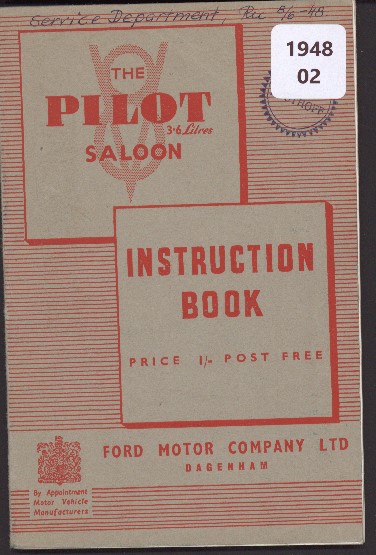 Service Department, Rec 8/6-48.
1948
02
THE
PILOT
3·6 Litres
SALOON
INSTRUCTION
BOOK
PRICE 1/- POST FREE
FORD MOTOR COMPANY LTD
DAGENHAM
By Appointment
Motor Vehicle
Manufacturers